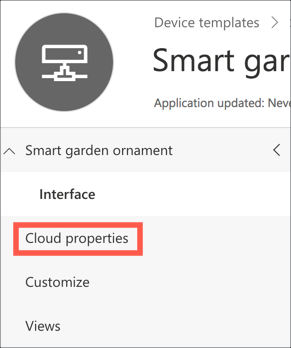 Device templates >
Smart gar
Application updated: Neve
Smart garden ornament
Interface
Cloud properties
Customize
Views